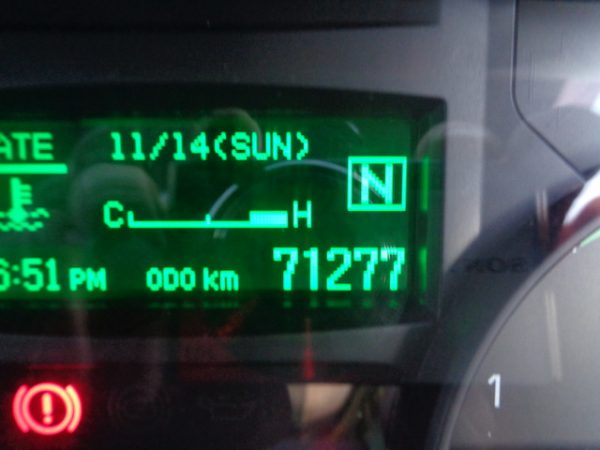 ATE
11/14(SUN)
N
C H
6:51 PM ODO km 71277
1